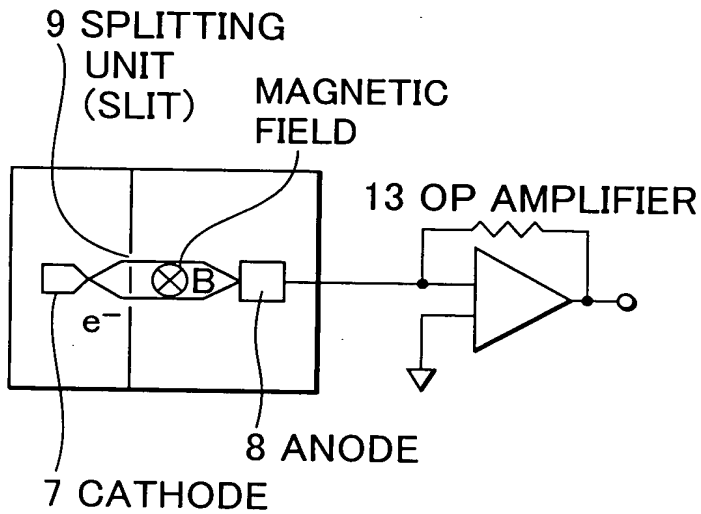 9 SPLITTING
UNIT
(SLIT)
MAGNETIC
FIELD
13 OP AMPLIFIER
B
e⁻
8 ANODE
7 CATHODE